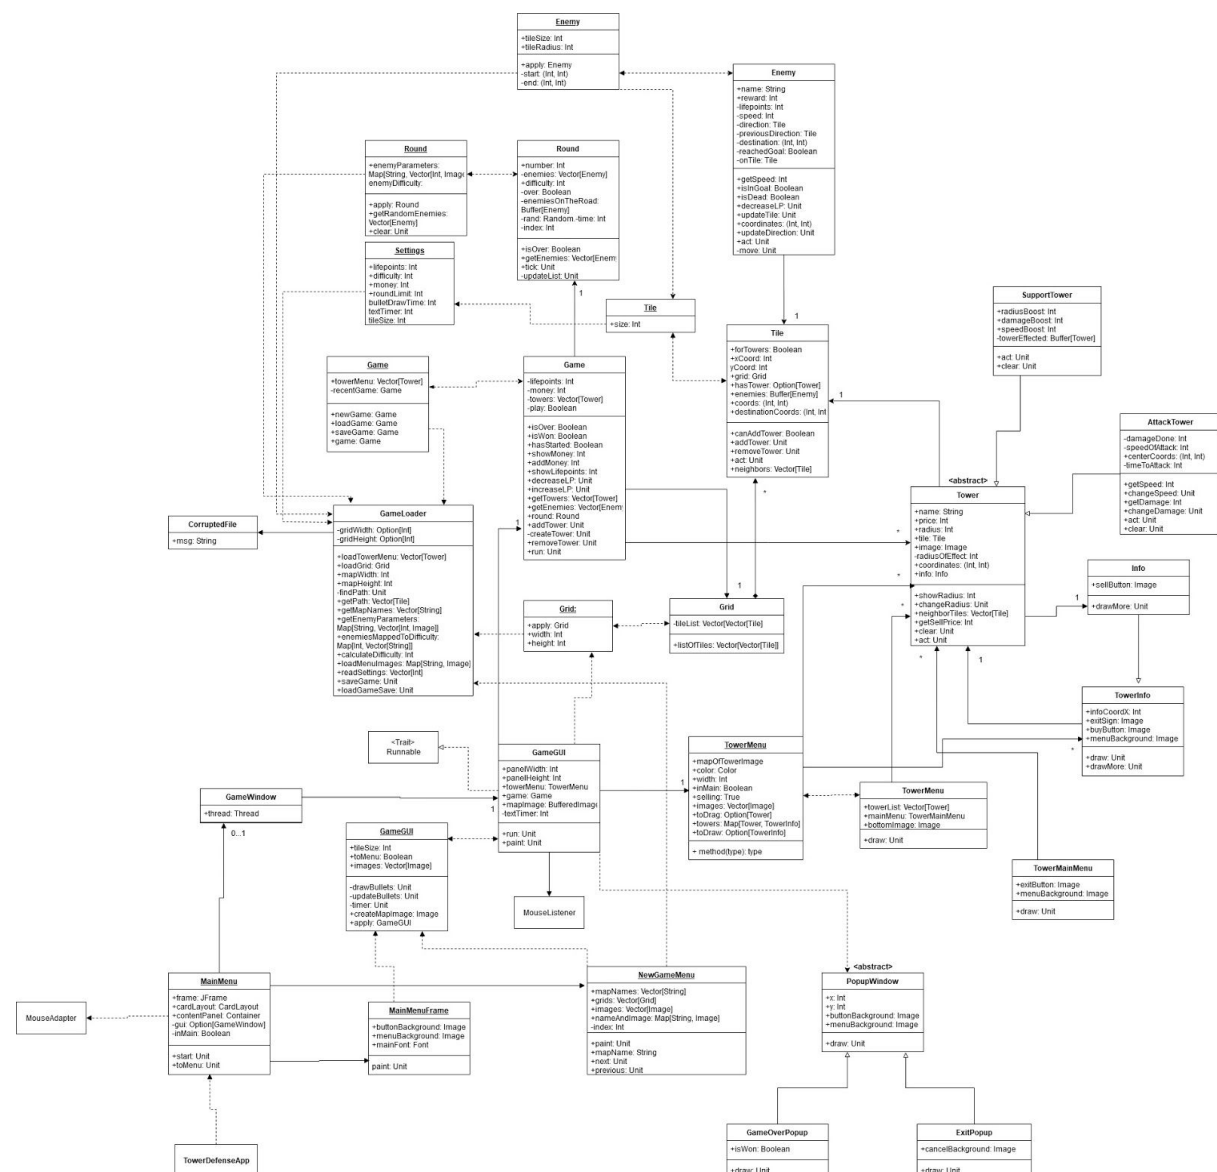 Enemy
+tileSize: Int
+tileRadius: Int
+apply: Enemy
-start: (Int, Int)
-end: (Int, Int)
Enemy
+name: String
+reward: Int
-lifepoints: Int
-speed: Int
-direction: Tile
-previousDirection: Tile
-destination: (Int, Int)
-reachedGoal: Boolean
-onTile: Tile
+getSpeed: Int
+isInGoal: Boolean
+isDead: Boolean
+decreaseLP: Unit
+updateTile: Unit
+coordinates: (Int, Int)
+updateDirection: Unit
+act: Unit
-move: Unit
Round
+enemyParameters:
Map[String, Vector[Int, Image
enemyDifficulty:
+apply: Round
+getRandomEnemies:
Vector[Enemy]
+clear: Unit
Round
+number: Int
-enemies: Vector[Enemy]
+difficulty: Int
-over: Boolean
-enemiesOnTheRoad:
Buffer[Enemy]
-rand: Random.-time: Int
-index: Int
+isOver: Boolean
+getEnemies: Vector[Enem
+tick: Unit
-updateList: Unit
1
Settings
+lifepoints: Int
+difficulty: Int
+money: Int
+roundLimit: Int
bulletDrawTime: Int
textTimer: Int
tileSize: Int
Tile
+size: Int
1
Tile
+forTowers: Boolean
+xCoord: Int
yCoord: Int
+grid: Grid
+hasTower: Option[Tower]
+enemies: Buffer[Enemy]
+coords: (Int, Int)
+destinationCoords: (Int, Int
+canAddTower: Boolean
+addTower: Unit
+removeTower: Unit
+act: Unit
+neighbors: Vector[Tile]
1
*
SupportTower
+radiusBoost: Int
+damageBoost: Int
+speedBoost: Int
-towerEffected: Buffer[Tower]
+act: Unit
+clear: Unit
Game
+towerMenu: Vector[Tower]
-recentGame: Game
+newGame: Game
+loadGame: Game
+saveGame: Game
+game: Game
Game
-lifepoints: Int
-money: Int
-towers: Vector[Tower]
-play: Boolean
+isOver: Boolean
+isWon: Boolean
+hasStarted: Boolean
+showMoney: Int
+addMoney: Int
+showLifepoints: Int
+decreaseLP: Unit
+increaseLP: Unit
+getTowers: Vector[Tower]
+getEnemies: Vector[Enem
+round: Round
+addTower: Unit
-createTower: Unit
+removeTower: Unit
+run: Unit
1
AttackTower
-damageDone: Int
-speedOfAttack: Int
+centerCoords: (Int, Int)
-timeToAttack: Int
+getSpeed: Int
+changeSpeed: Unit
+getDamage: Int
+changeDamage: Unit
+act: Unit
+clear: Unit
<abstract>
Tower
+name: String
+price: Int
+radius: Int
+tile: Tile
+image: Image
-radiusOfEffect: Int
+coordinates: (Int, Int)
+info: Info
+showRadius: Int
+changeRadius: Unit
+neighborTiles: Vector[Tile]
+getSellPrice: Int
+clear: Unit
+act: Unit
*
*
*
*
1
1
CorruptedFile
+msg: String
GameLoader
-gridWidth: Option[Int]
-gridHeight: Option[Int]
+loadTowerMenu: Vector[Tower]
+loadGrid: Grid
+mapWidth: Int
+mapHeight: Int
-findPath: Unit
+getPath: Vector[Tile]
+getMapNames: Vector[String]
+getEnemyParameters:
Map[String, Vector[Int, Image]]
+enemiesMappedToDifficulty:
Map[Int, Vector[String]]
+calculateDifficulty: Int
+loadMenuImages: Map[String, Image]
+readSettings: Vector[Int]
+saveGame: Unit
+loadGameSave: Unit
Info
+sellButton: Image
+drawMore: Unit
Grid:
+apply: Grid
+width: Int
+height: Int
1
Grid
-tileList: Vector[Vector[Tile]
+listOfTiles: Vector[Vector[Tile]]
TowerInfo
+infoCoordX: Int
+exitSign: Image
+buyButton: Image
+menuBackground: Image
+draw: Unit
+drawMore: Unit
*
<Trait>
Runnable
GameGUI
+panelWidth: Int
+panelHeight: Int
+towerMenu: TowerMenu
+game: Game
+mapImage: BufferedImage
-textTimer: Int
+run: Unit
+paint: Unit
1
1
TowerMenu
+mapOfTowerImage
+color: Color
+width: Int
+inMain: Boolean
+selling: True
+images: Vector[Image]
+toDrag: Option[Tower]
+towers: Map[Tower, TowerInfo]
+toDraw: Option[TowerInfo]
+ method(type): type
TowerMenu
+towerList: Vector[Tower]
+mainMenu: TowerMainMenu
+bottomImage: Image
+draw: Unit
GameWindow
+thread: Thread
0...1
GameGUI
+tileSize: Int
+toMenu: Boolean
+images: Vector[Image]
-drawBullets: Unit
-updateBullets: Unit
-timer: Unit
+createMapImage: Image
+apply: GameGUI
MouseListener
TowerMainMenu
+exitButton: Image
+menuBackground: Image
+draw: Unit
MouseAdapter
MainMenu
+frame: JFrame
+cardLayout: CardLayout
+contentPanel: Container
-gui: Option[GameWindow]
-inMain: Boolean
+start: Unit
+toMenu: Unit
MainMenuFrame
+buttonBackground: Image
+menuBackground: Image
+mainFont: Font
paint: Unit
NewGameMenu
+mapNames: Vector[String]
+grids: Vector[Grid]
+images: Vector[Image]
+nameAndImage: Map[String, Image]
-index: Int
+paint: Unit
+mapName: String
+next: Unit
+previous: Unit
<abstract>
PopupWindow
+x: Int
+y: Int
+buttonBackground: Image
+menuBackground: Image
+draw: Unit
TowerDefenseApp
GameOverPopup
+isWon: Boolean
+draw: Unit
ExitPopup
+cancelBackground: Image
+draw: Unit